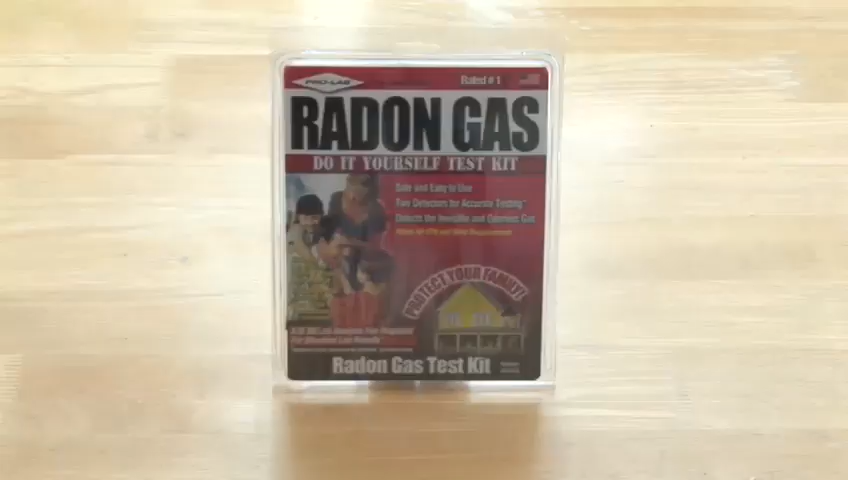 PRO-LAB
Rated #1
RADON GAS
DO IT YOURSELF TEST KIT
Safe and Easy to Use
Two Detectors for Accurate Testing
Detects the Invisible and Odorless Gas
PROTECT YOUR FAMILY!
Radon Gas Test Kit